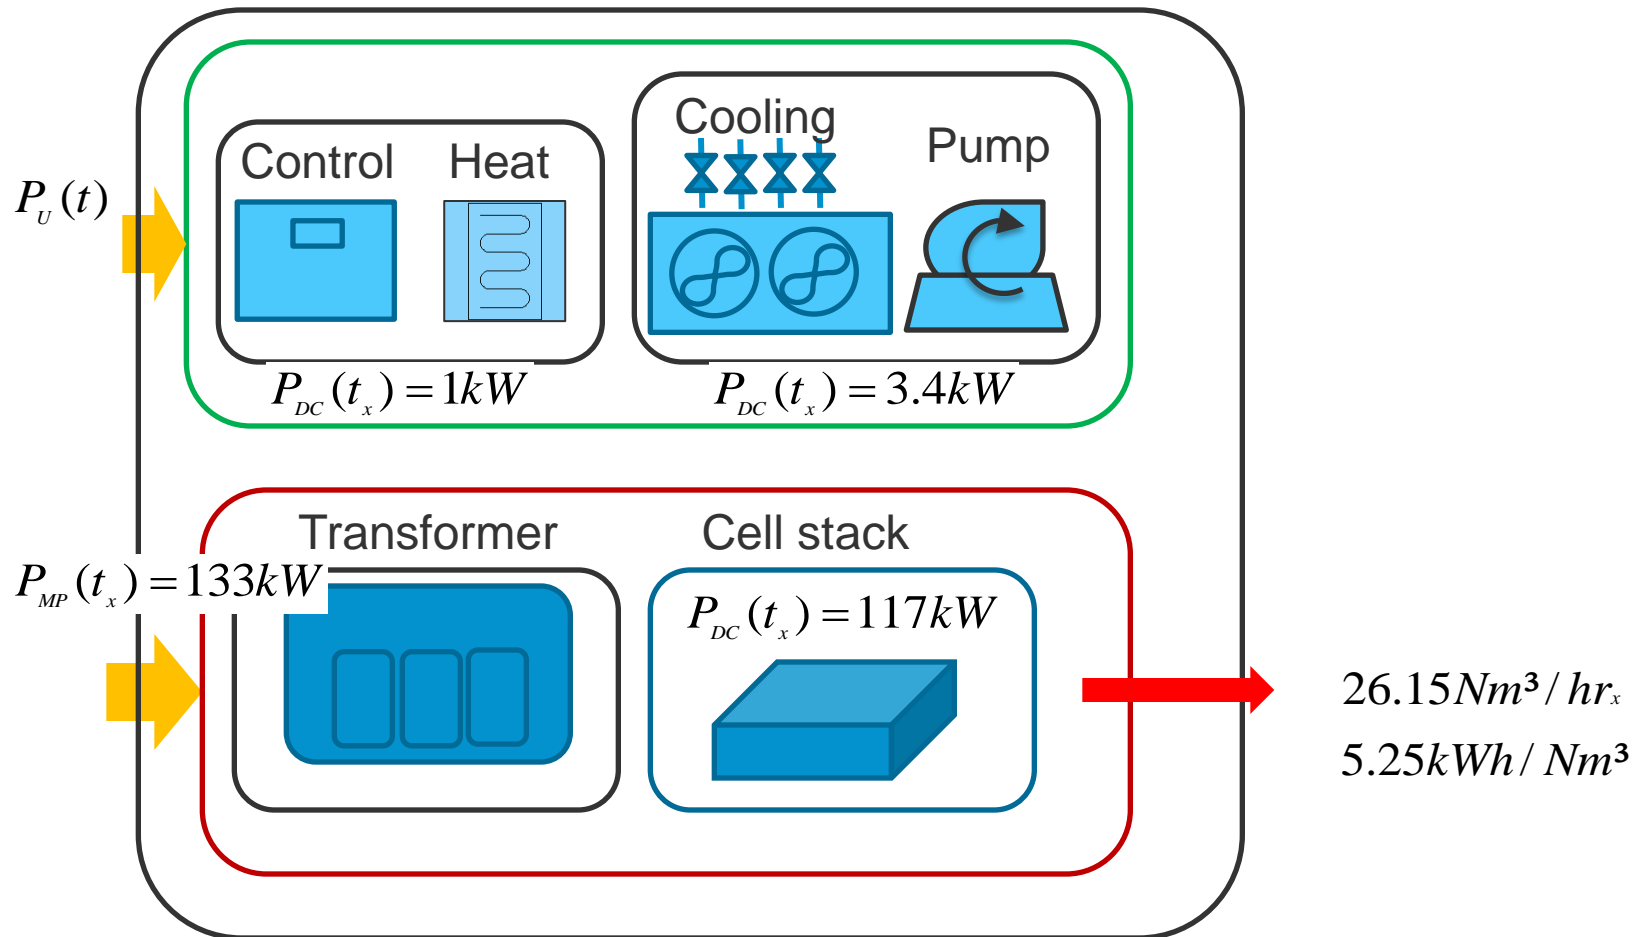 Control Heat
Cooling
Pump
P_U(t)
P_DC(t_x) = 1kW
P_DC(t_x) = 3.4kW
Transformer
Cell stack
P_MP(t_x) = 133kW
P_DC(t_x) = 117kW
26.15Nm³/hr_x
5.25kWh/Nm³